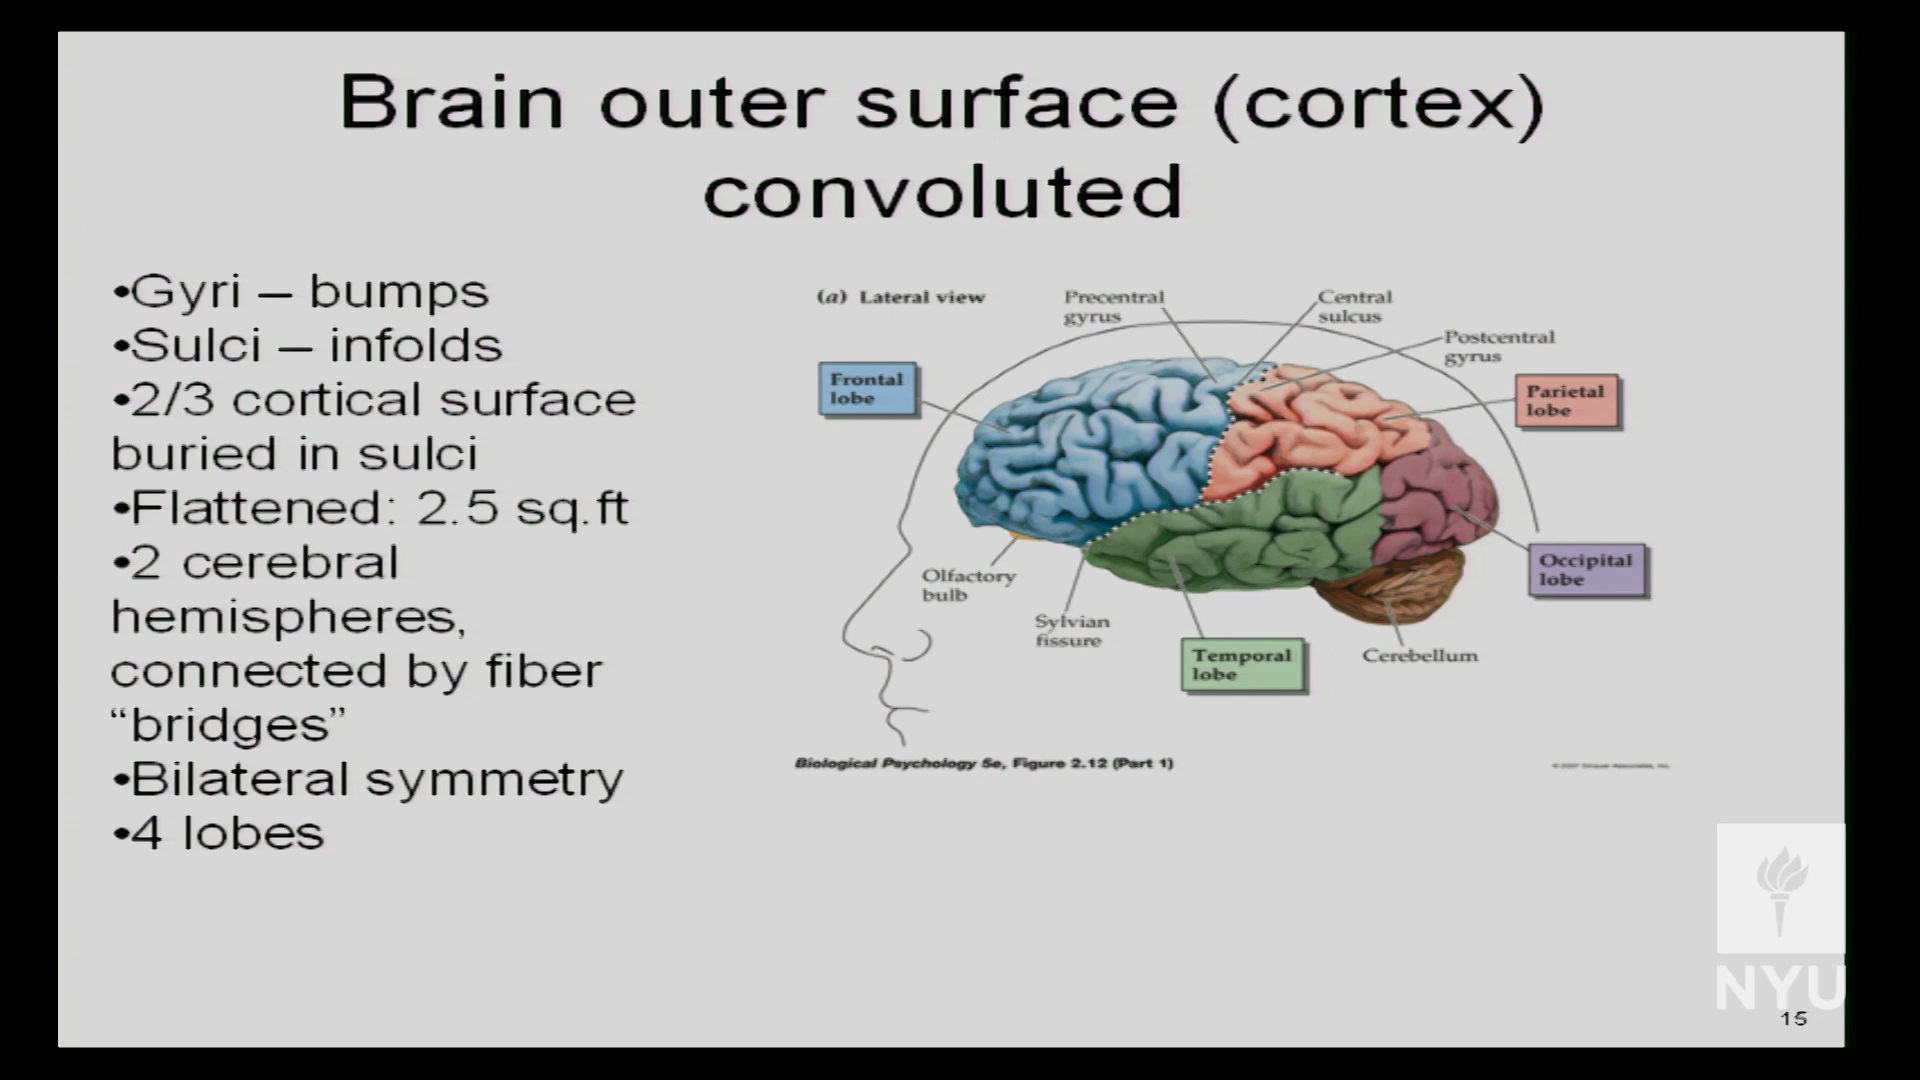 Brain outer surface (cortex)
convoluted
•Gyri – bumps
•Sulci – infolds
•2/3 cortical surface
buried in sulci
•Flattened: 2.5 sq.ft
•2 cerebral
hemispheres,
connected by fiber
“bridges”
•Bilateral symmetry
•4 lobes
(a) Lateral view
Precentral
gyrus
Central
sulcus
Postcentral
gyrus
Frontal
lobe
Parietal
lobe
Occipital
lobe
Olfactory
bulb
Sylvian
fissure
Temporal
lobe
Cerebellum
Biological Psychology 5e, Figure 2.12 (Part 1)
NYU
15